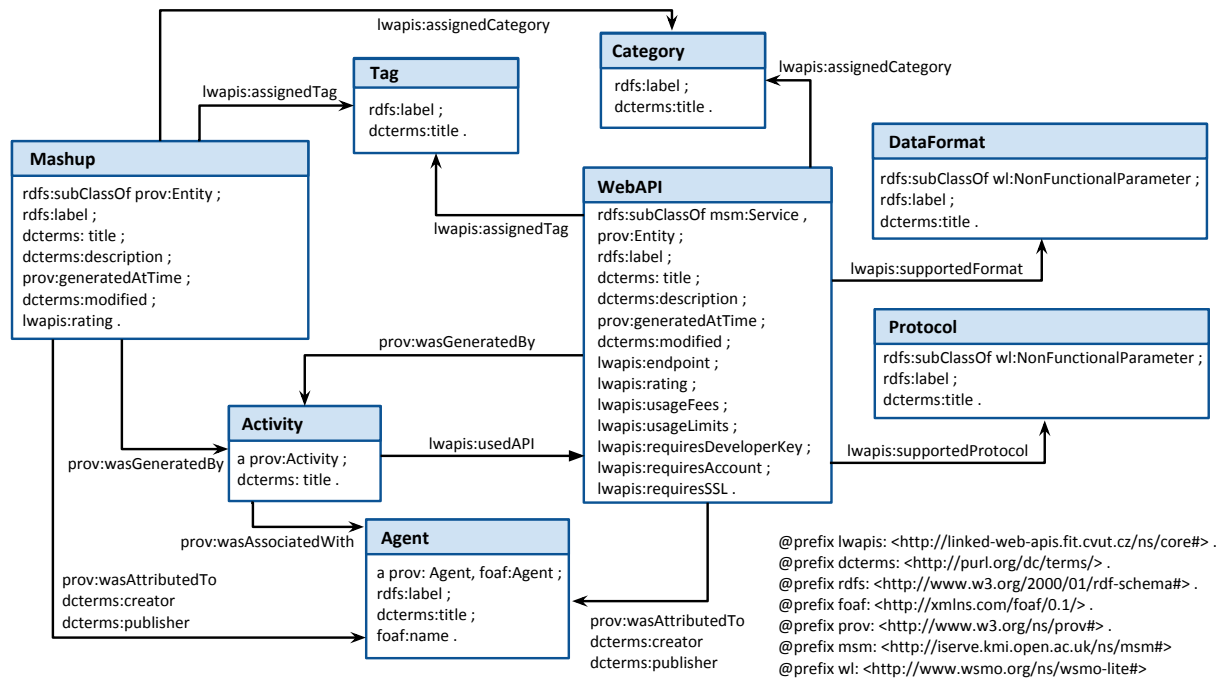 lwapis:assignedCategory
Category
rdfs:label ;
dcterms:title .
lwapis:assignedCategory
Tag
rdfs:label ;
dcterms:title .
lwapis:assignedTag
Mashup
rdfs:subClassOf prov:Entity ;
rdfs:label ;
dcterms: title ;
dcterms:description ;
prov:generatedAtTime ;
dcterms:modified ;
lwapis:rating .
lwapis:assignedTag
WebAPI
rdfs:subClassOf msm:Service ,
prov:Entity ;
rdfs:label ;
dcterms: title ;
dcterms:description ;
prov:generatedAtTime ;
dcterms:modified ;
lwapis:endpoint ;
lwapis:rating ;
lwapis:usageFees ;
lwapis:usageLimits ;
lwapis:requiresDeveloperKey ;
lwapis:requiresAccount ;
lwapis:requiresSSL .
DataFormat
rdfs:subClassOf wl:NonFunctionalParameter ;
rdfs:label ;
dcterms:title .
lwapis:supportedFormat
Protocol
rdfs:subClassOf wl:NonFunctionalParameter ;
rdfs:label ;
dcterms:title .
lwapis:supportedProtocol
prov:wasGeneratedBy
Activity
a prov:Activity ;
dcterms: title .
lwapis:usedAPI
prov:wasGeneratedBy
prov:wasAssociatedWith
Agent
a prov: Agent, foaf:Agent ;
rdfs:label ;
dcterms:title ;
foaf:name .
prov:wasAttributedTo
dcterms:creator
dcterms:publisher
prov:wasAttributedTo
dcterms:creator
dcterms:publisher
@prefix lwapis: <http://linked-web-apis.fit.cvut.cz/ns/core#> .
@prefix dcterms: <http://purl.org/dc/terms/> .
@prefix rdfs: <http://www.w3.org/2000/01/rdf-schema#> .
@prefix foaf: <http://xmlns.com/foaf/0.1/> .
@prefix prov: <http://www.w3.org/ns/prov#> .
@prefix msm: <http://iserve.kmi.open.ac.uk/ns/msm#>
@prefix wl: <http://www.wsmo.org/ns/wsmo-lite#>